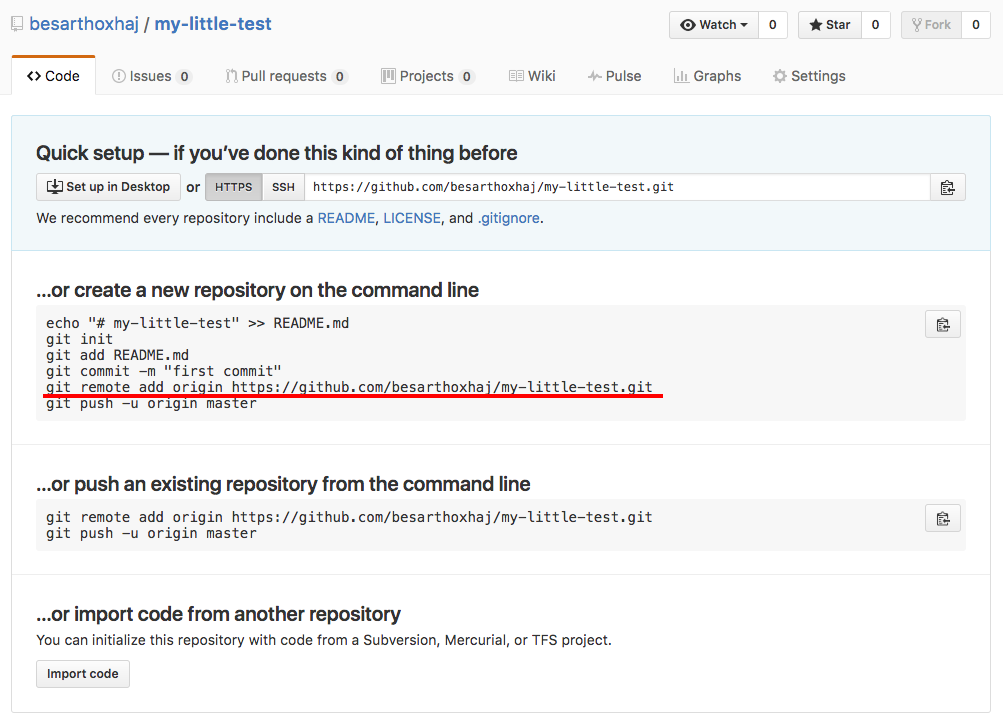 besarthoxhaj / my-little-test
Watch 0 Star 0 Fork 0
Code Issues 0 Pull requests 0 Projects 0 Wiki Pulse Graphs Settings
Quick setup — if you’ve done this kind of thing before
Set up in Desktop or HTTPS SSH https://github.com/besarthoxhaj/my-little-test.git
We recommend every repository include a README, LICENSE, and .gitignore.
…or create a new repository on the command line
echo "# my-little-test" >> README.md
git init
git add README.md
git commit -m "first commit"
git remote add origin https://github.com/besarthoxhaj/my-little-test.git
git push -u origin master
…or push an existing repository from the command line
git remote add origin https://github.com/besarthoxhaj/my-little-test.git
git push -u origin master
…or import code from another repository
You can initialize this repository with code from a Subversion, Mercurial, or TFS project.
Import code